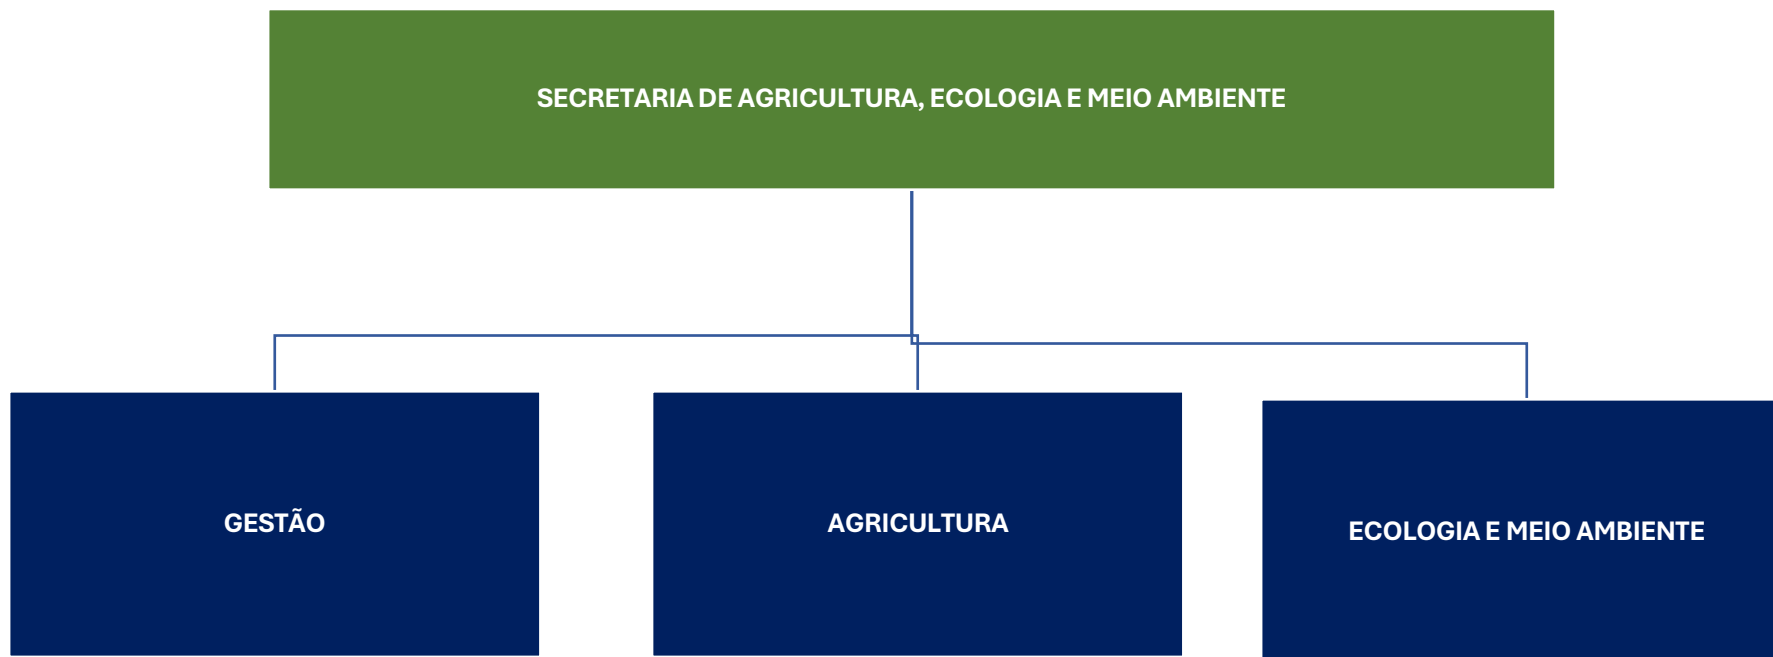 SECRETARIA DE AGRICULTURA, ECOLOGIA E MEIO AMBIENTE
GESTÃO
AGRICULTURA
ECOLOGIA E MEIO AMBIENTE